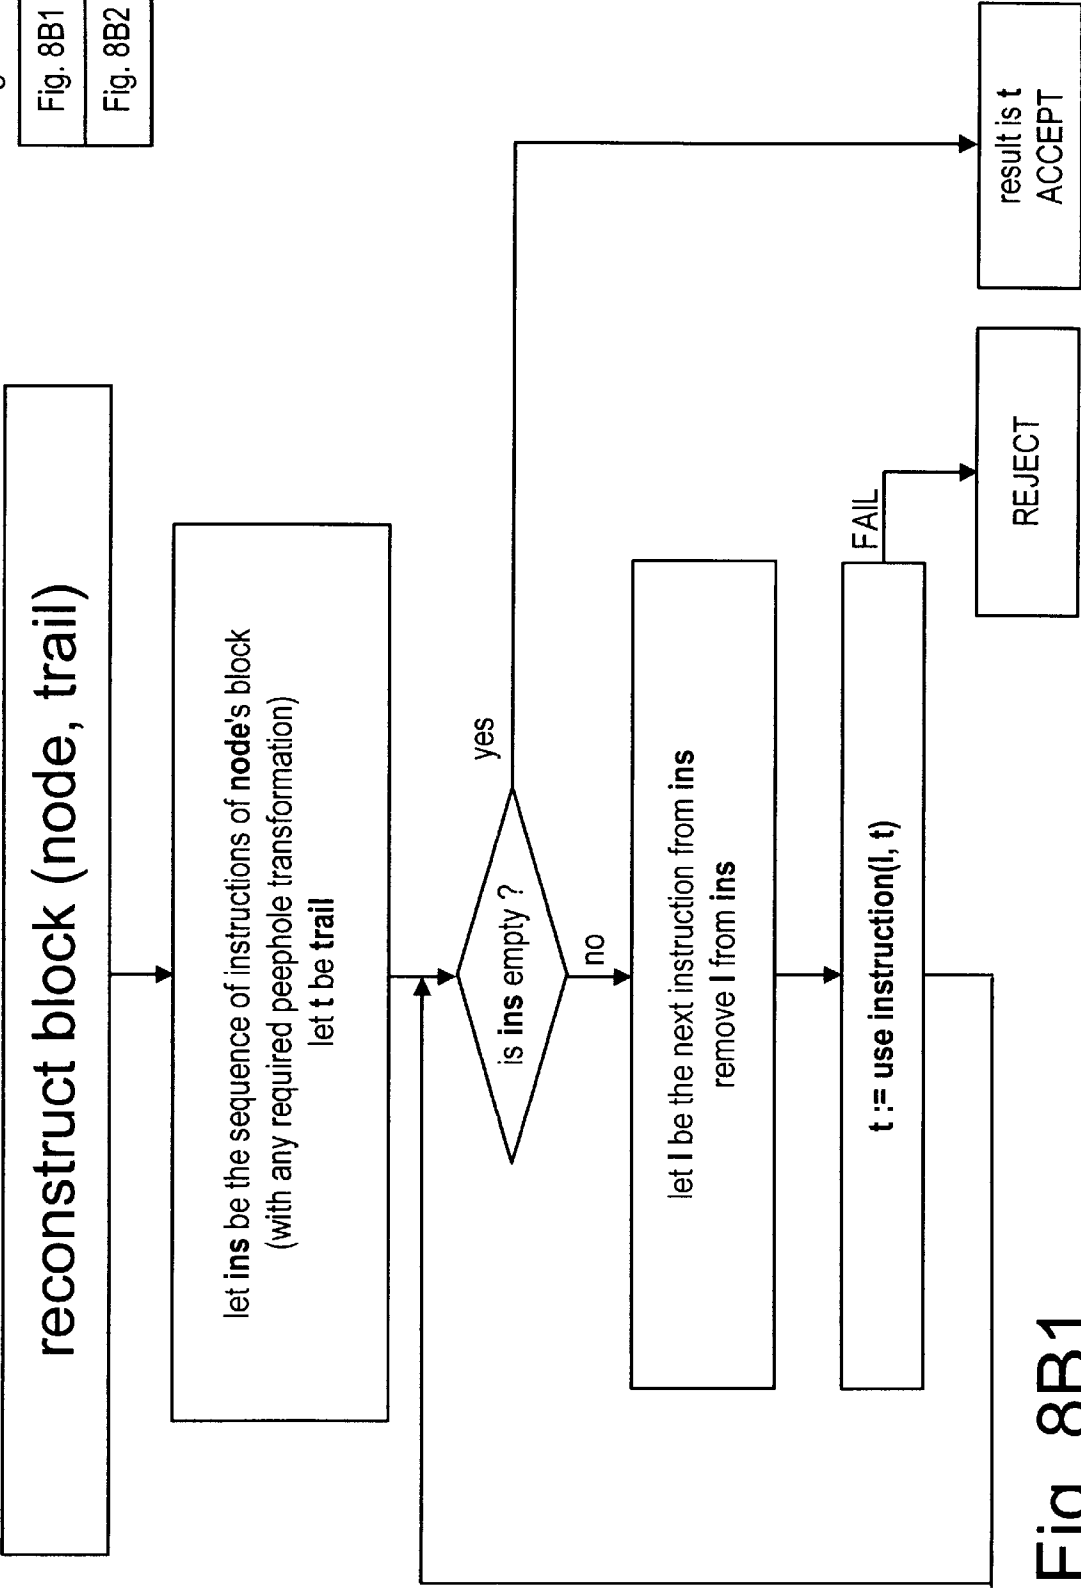 Fig. 8B1
Fig. 8B2
reconstruct block (node, trail)
let ins be the sequence of instructions of node's block
(with any required peephole transformation)
let t be trail
is ins empty ?
yes
no
let I be the next instruction from ins
remove I from ins
t := use instruction(I, t)
FAIL
REJECT
result is t
ACCEPT
Fig. 8B1